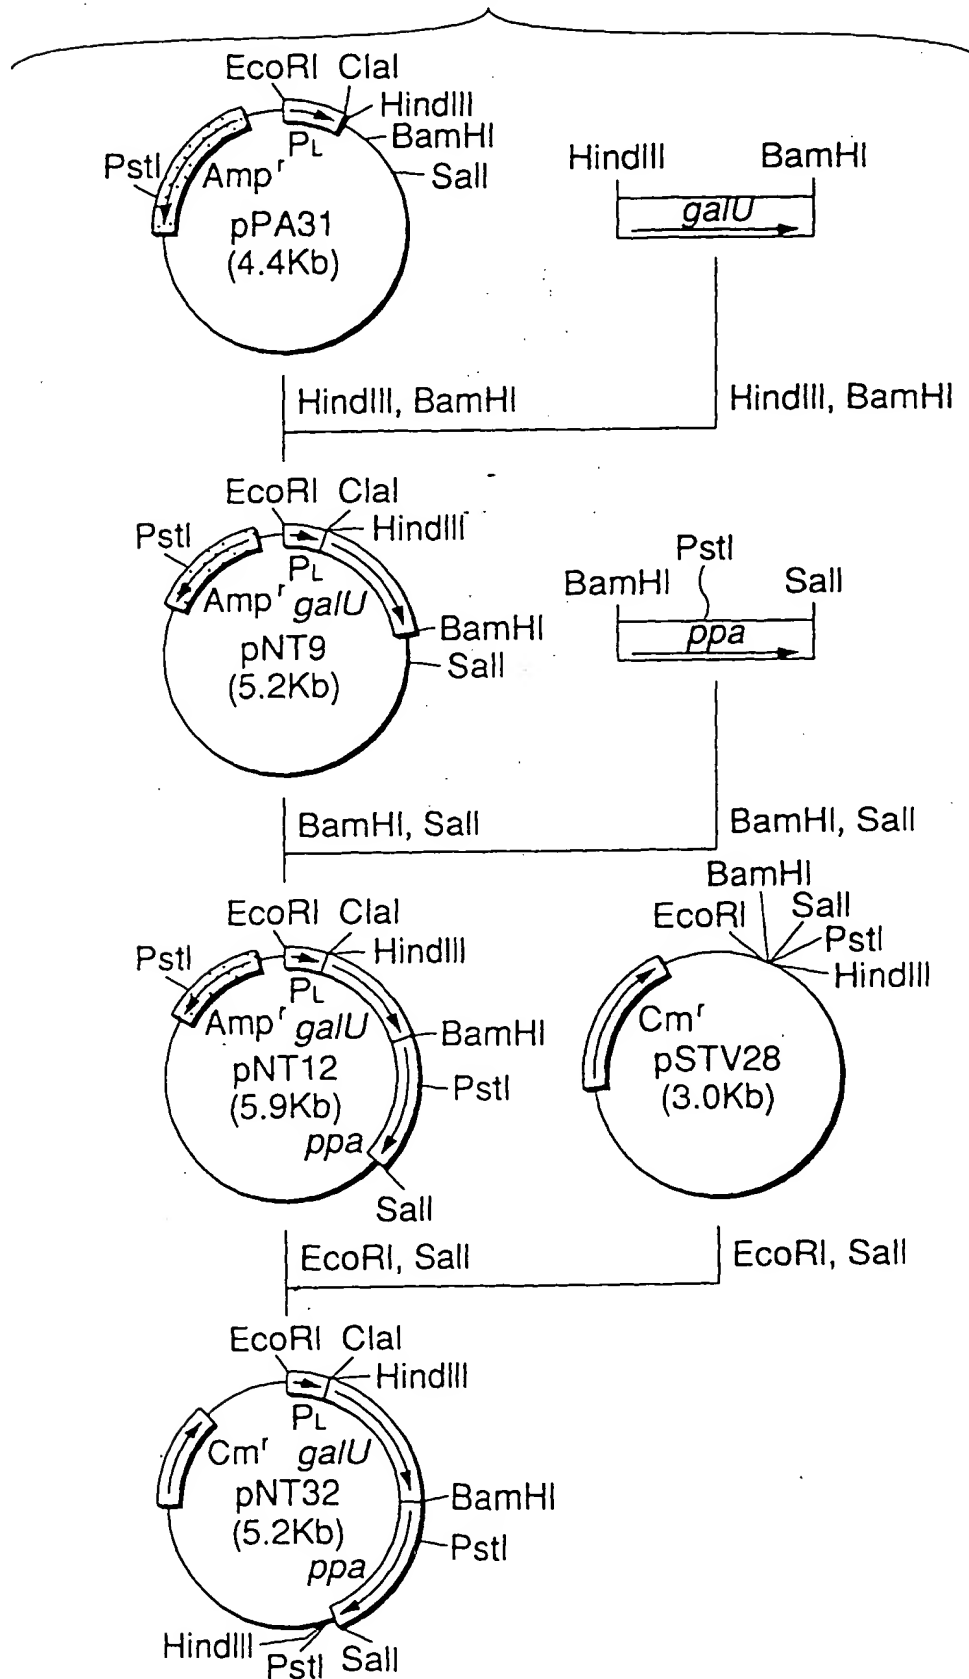 EcoRI ClaI
HindIII
BamHI
SalI
PL
PstI
Ampʳ
pPA31
(4.4Kb)
HindIII BamHI
galU
HindIII, BamHI
HindIII, BamHI
EcoRI ClaI
HindIII
PstI
PL
Ampʳ galU
BamHI
SalI
pNT9
(5.2Kb)
PstI
BamHI SalI
ppa
BamHI, SalI
BamHI, SalI
EcoRI ClaI
HindIII
PstI
PL
Ampʳ galU
BamHI
pNT12
(5.9Kb)
PstI
ppa
SalI
BamHI
EcoRI
SalI
PstI
HindIII
Cmʳ
pSTV28
(3.0Kb)
EcoRI, SalI
EcoRI, SalI
EcoRI ClaI
HindIII
PL
Cmʳ galU
pNT32
(5.2Kb)
BamHI
PstI
ppa
HindIII
PstI SalI